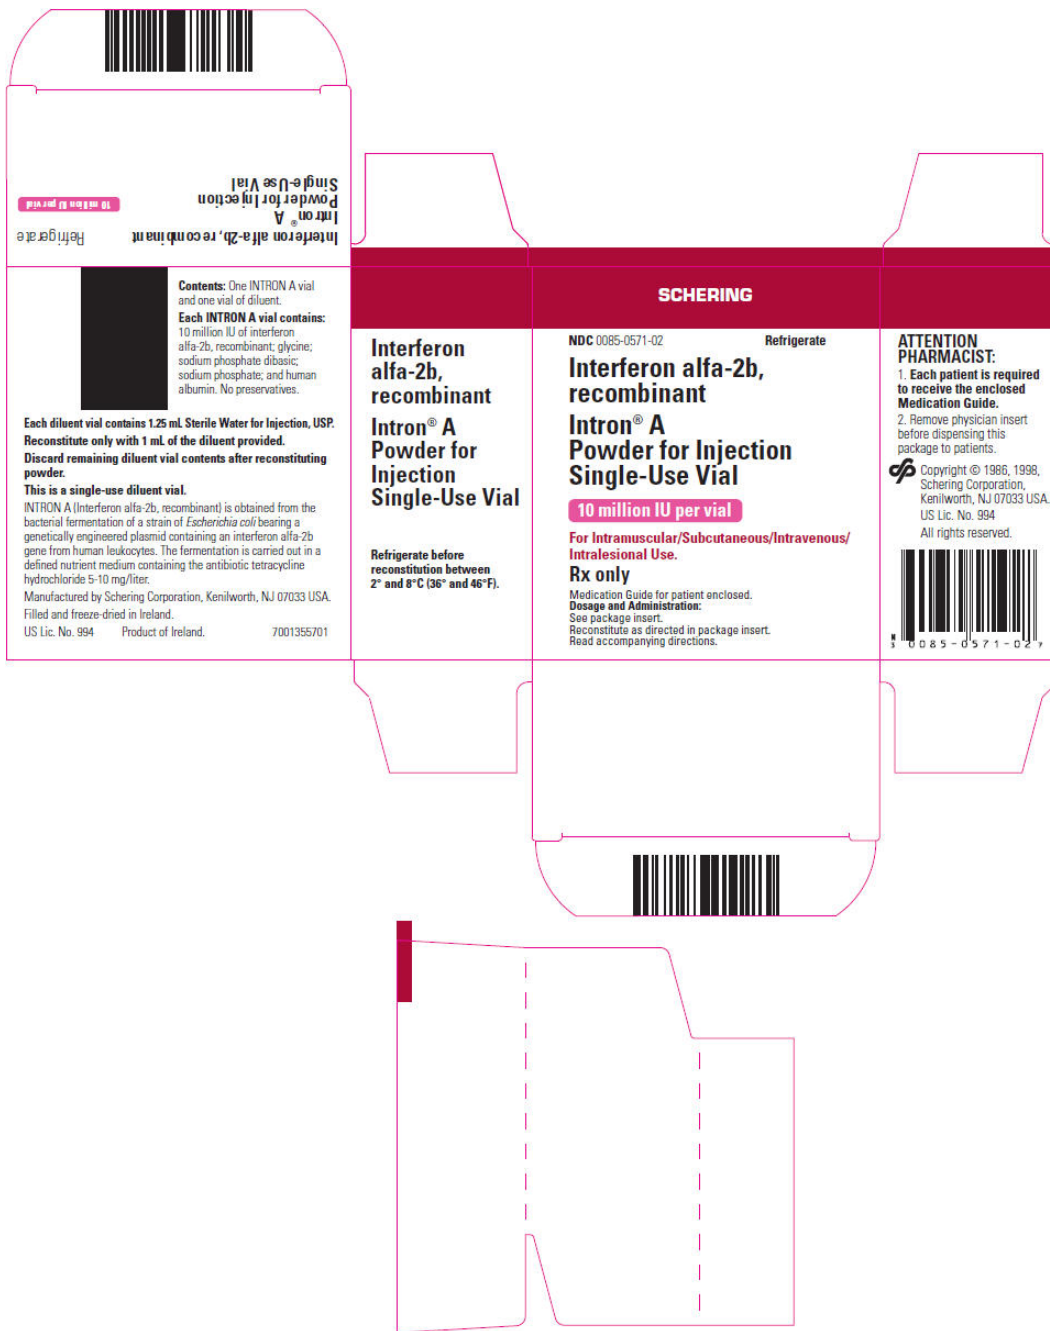 Interferon alfa-2b, recombinant
Intron® A
Powder for Injection
Single-Use Vial
Refrigerate
10 million IU per vial
Contents: One INTRON A vial
and one vial of diluent.
Each INTRON A vial contains:
10 million IU of interferon
alfa-2b, recombinant; glycine;
sodium phosphate dibasic;
sodium phosphate; and human
albumin. No preservatives.
Each diluent vial contains 1.25 mL Sterile Water for Injection, USP.
Reconstitute only with 1 mL of the diluent provided.
Discard remaining diluent vial contents after reconstituting
powder.
This is a single-use diluent vial.
INTRON A (Interferon alfa-2b, recombinant) is obtained from the
bacterial fermentation of a strain of Escherichia coli bearing a
genetically engineered plasmid containing an interferon alfa-2b
gene from human leukocytes. The fermentation is carried out in a
defined nutrient medium containing the antibiotic tetracycline
hydrochloride 5-10 mg/liter.
Manufactured by Schering Corporation, Kenilworth, NJ 07033 USA.
Filled and freeze-dried in Ireland.
US Lic. No. 994 Product of Ireland. 7001355701
Interferon
alfa-2b,
recombinant
Intron® A
Powder for
Injection
Single-Use Vial
Refrigerate before
reconstitution between
2° and 8°C (36° and 46°F).
SCHERING
NDC 0085-0571-02 Refrigerate
Interferon alfa-2b,
recombinant
Intron® A
Powder for Injection
Single-Use Vial
10 million IU per vial
For Intramuscular/Subcutaneous/Intravenous/
Intralesional Use.
Rx only
Medication Guide for patient enclosed.
Dosage and Administration:
See package insert.
Reconstitute as directed in package insert.
Read accompanying directions.
ATTENTION
PHARMACIST:
1. Each patient is required
to receive the enclosed
Medication Guide.
2. Remove physician insert
before dispensing this
package to patients.
Copyright © 1986, 1998,
Schering Corporation,
Kenilworth, NJ 07033 USA.
US Lic. No. 994
All rights reserved.
N
3 0085-0571-02 7